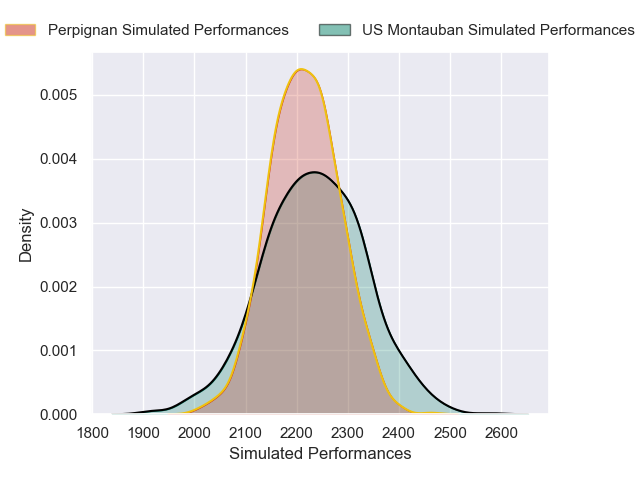 Perpignan Simulated Performances
US Montauban Simulated Performances
0.005
0.004
0.003
0.002
0.001
0.000
Density
1800 1900 2000 2100 2200 2300 2400 2500 2600
Simulated Performances